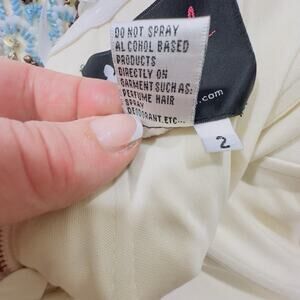 DO NOT SPRAY
ALCOHOL BASED
PRODUCTS
DIRECTLY ON
GARMENT SUCH AS:
PERFUME HAIR
SPRAY
DEODORANT.ETC...
.com
2